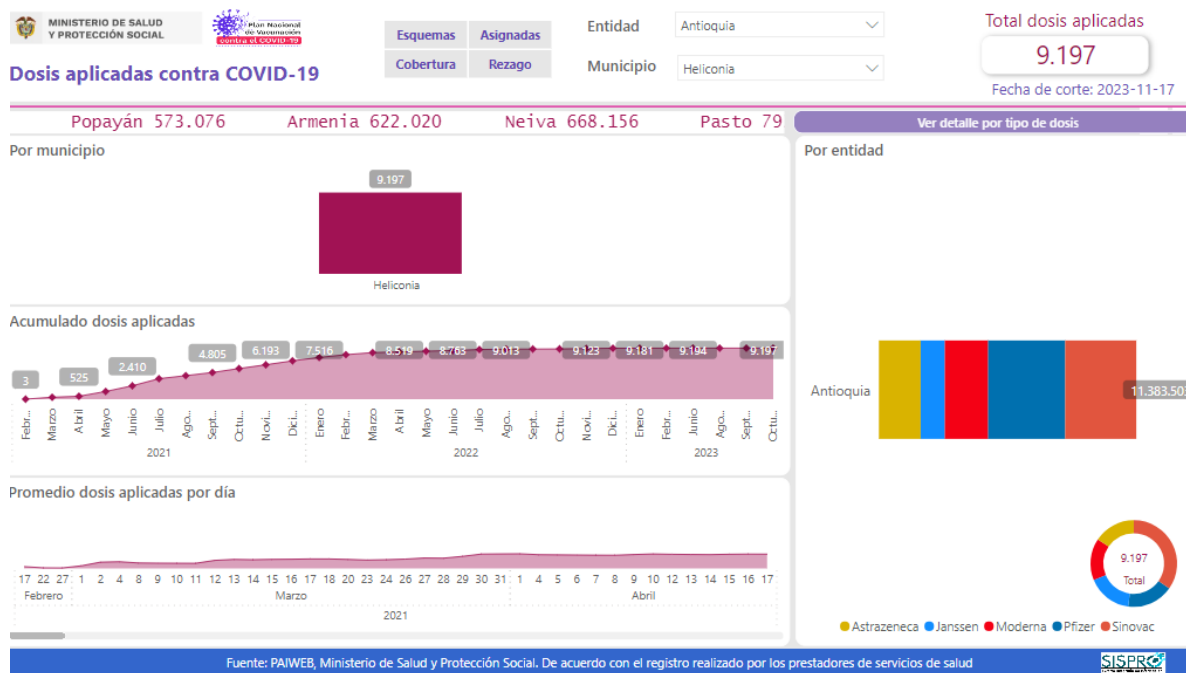 MINISTERIO DE SALUD
Y PROTECCIÓN SOCIAL
Plan Nacional
de Vacunación
contra el COVID-19
Dosis aplicadas contra COVID-19
Esquemas Asignadas
Cobertura Rezago
Entidad Antioquia
Municipio Heliconia
Total dosis aplicadas
9.197
Fecha de corte: 2023-11-17
Popayán 573.076 Armenia 622.020 Neiva 668.156 Pasto 79
Ver detalle por tipo de dosis
Por municipio
9.197
Heliconia
Acumulado dosis aplicadas
3 525 2.410 4.805 6.193 7.516 8.519 8.763 9.013 9.123 9.181 9.194 9.197
Febr... Marzo Abril Mayo Junio Julio Ago... Sept... Octu... Novi... Dici... Enero Febr... Marzo Abril Mayo Junio Julio Ago... Sept... Octu... Novi... Dici... Enero Febr... Junio Ago... Sept... Octu...
2021 2022 2023
Promedio dosis aplicadas por día
17 22 27 1 2 4 8 9 10 11 12 13 14 15 16 17 18 20 23 24 26 27 28 29 30 31 1 4 5 6 7 8 9 10 12 13 14 15 16 17
Febrero Marzo Abril
2021
Por entidad
Antioquia
11.383.50
9.197
Total
Astrazeneca Janssen Moderna Pfizer Sinovac
Fuente: PAIWEB, Ministerio de Salud y Protección Social. De acuerdo con el registro realizado por los prestadores de servicios de salud
SISPRO